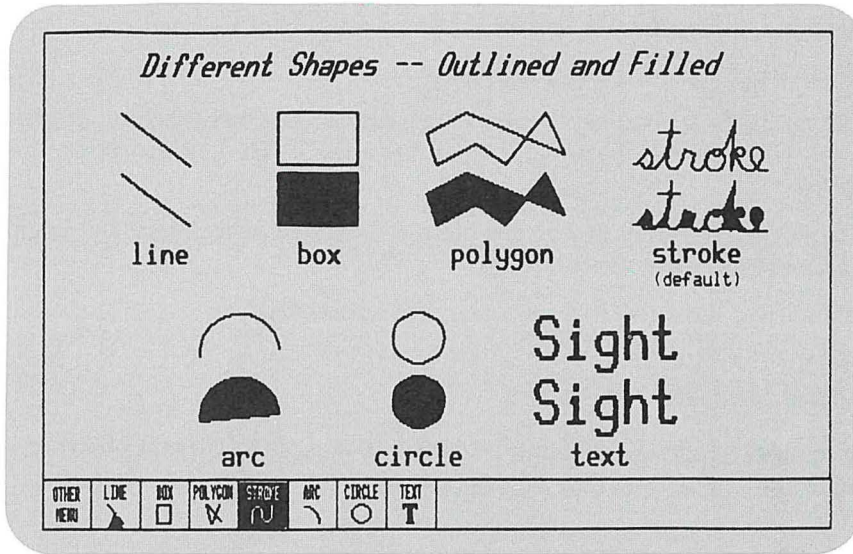 Different Shapes -- Outlined and Filled
stroke
stroke
line box polygon stroke
(default)
Sight
Sight
arc circle text
OTHER MENU LINE BOX POLYGON STROKE ARC CIRCLE TEXT
T